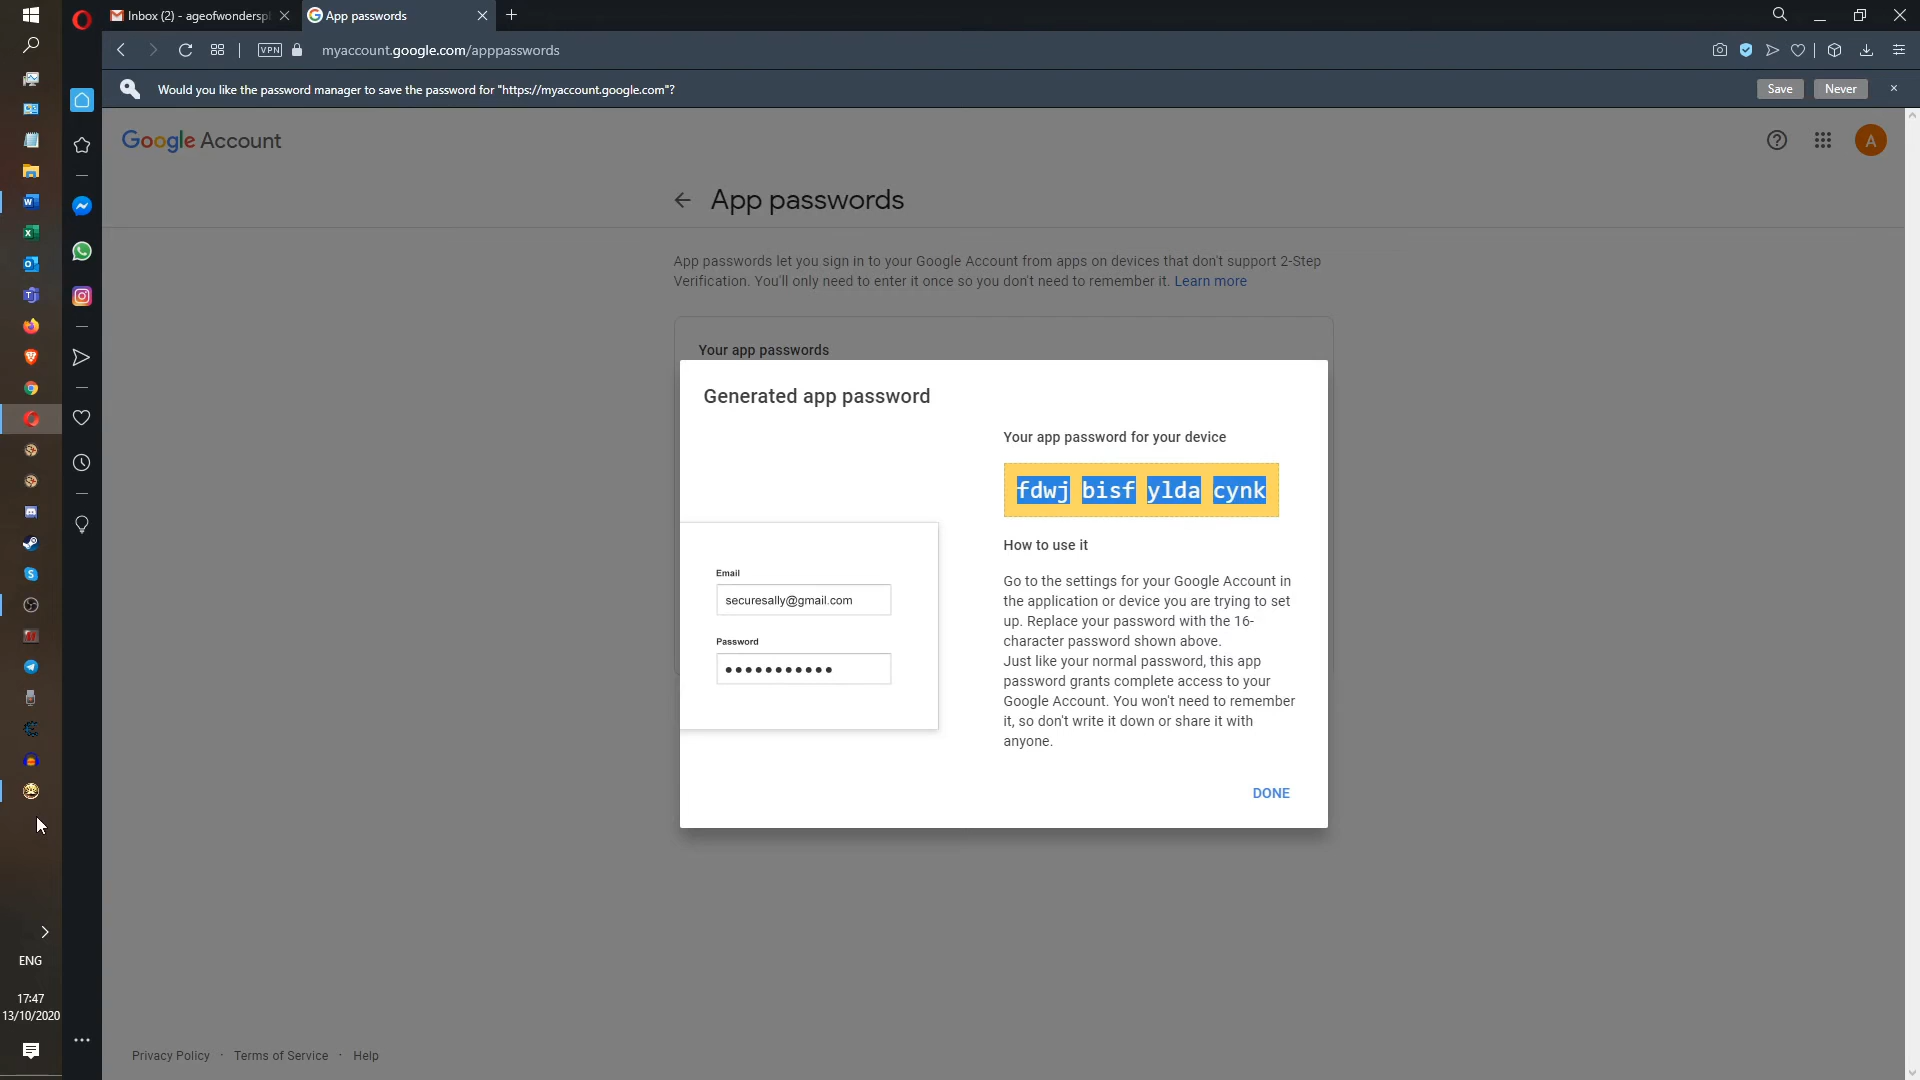 Inbox (2) - ageofwondersp
App passwords
VPN
myaccount.google.com/apppasswords
Would you like the password manager to save the password for "https://myaccount.google.com"?
Save
Never
Google Account
A
App passwords
App passwords let you sign in to your Google Account from apps on devices that don't support 2-Step
Verification. You'll only need to enter it once so you don't need to remember it. Learn more
Your app passwords
Generated app password
Your app password for your device
fdwj bisf ylda cynk
How to use it
Go to the settings for your Google Account in
the application or device you are trying to set
up. Replace your password with the 16-
character password shown above.
Just like your normal password, this app
password grants complete access to your
Google Account. You won't need to remember
it, so don't write it down or share it with
anyone.
Email
securesally@gmail.com
Password
DONE
ENG
17:47
13/10/2020
Privacy Policy · Terms of Service · Help